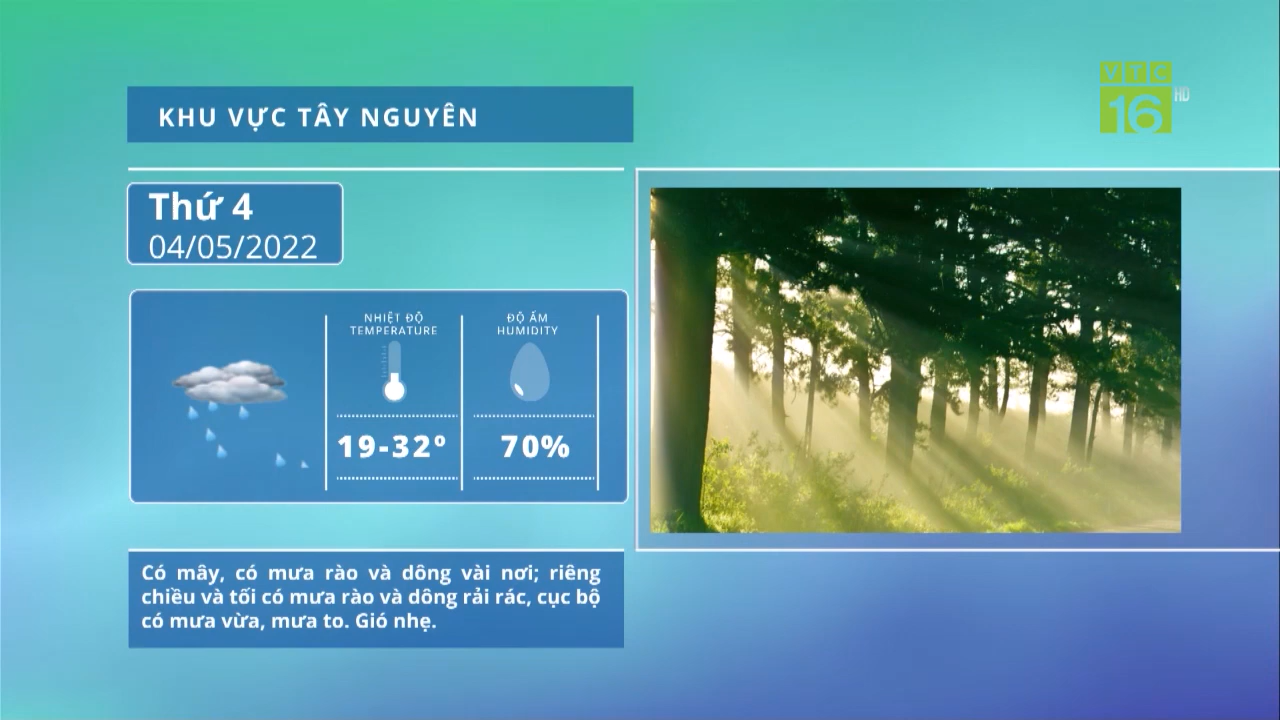 KHU VỰC TÂY NGUYÊN
VTC
16 HD
Thứ 4
04/05/2022
NHIỆT ĐỘ
TEMPERATURE
19-32º
ĐỘ ẨM
HUMIDITY
70%
Có mây, có mưa rào và dông vài nơi; riêng
chiều và tối có mưa rào và dông rải rác, cục bộ
có mưa vừa, mưa to. Gió nhẹ.